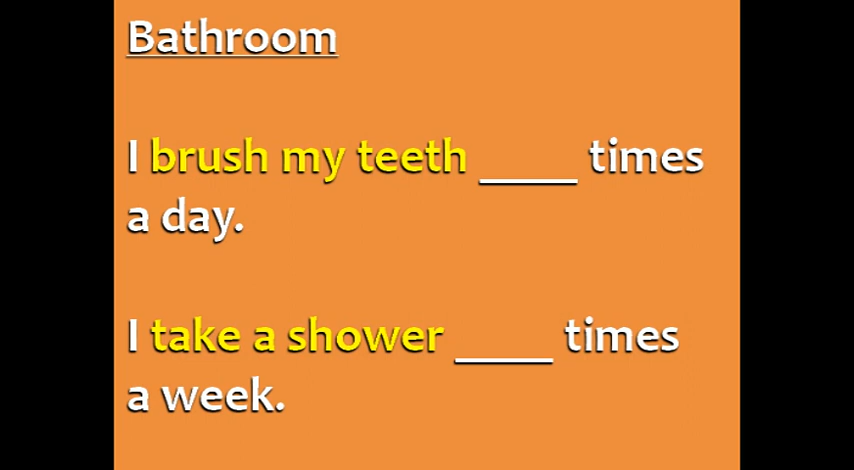 Bathroom
I brush my teeth ____ times
a day.
I take a shower ____ times
a week.